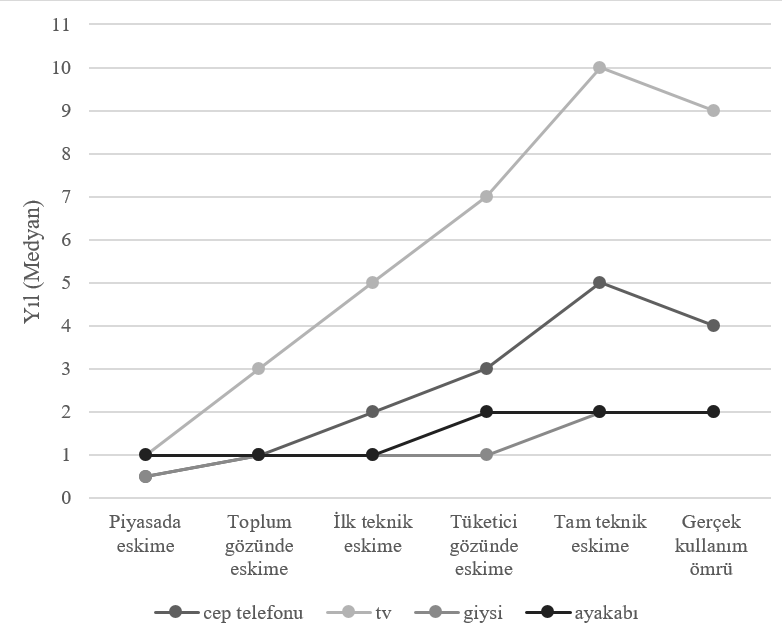 11
10
9
8
7
6
5
4
3
2
1
0
Yıl (Medyan)
Piyasada
eskime
Toplum
gözünde
eskime
İlk teknik
eskime
Tüketici
gözünde
eskime
Tam teknik
eskime
Gerçek
kullanım
ömrü
cep telefonu tv giysi ayakabı